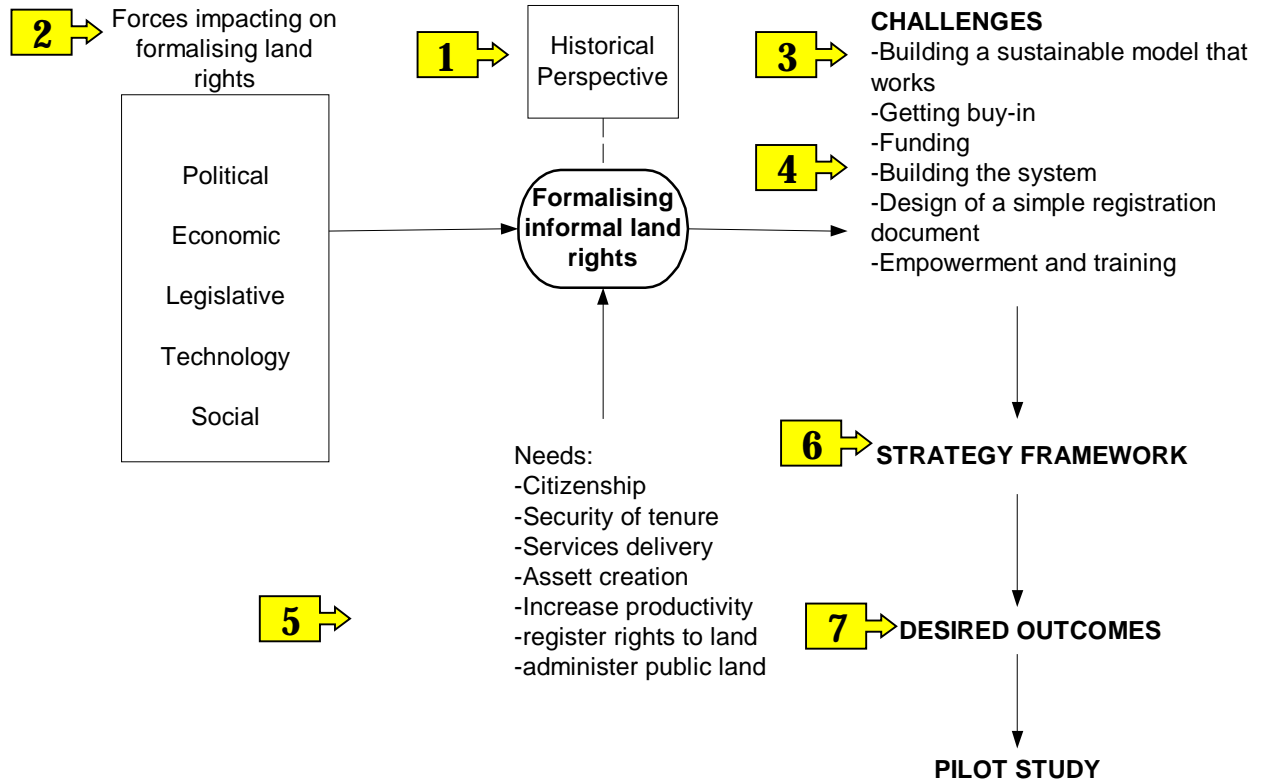 2
Forces impacting on
formalising land
rights
Political
Economic
Legislative
Technology
Social
1
Historical
Perspective
Formalising
informal land
rights
3
4
CHALLENGES
-Building a sustainable model that
works
-Getting buy-in
-Funding
-Building the system
-Design of a simple registration
document
-Empowerment and training
5
Needs:
-Citizenship
-Security of tenure
-Services delivery
-Assett creation
-Increase productivity
-register rights to land
-administer public land
6
STRATEGY FRAMEWORK
7
DESIRED OUTCOMES
PILOT STUDY